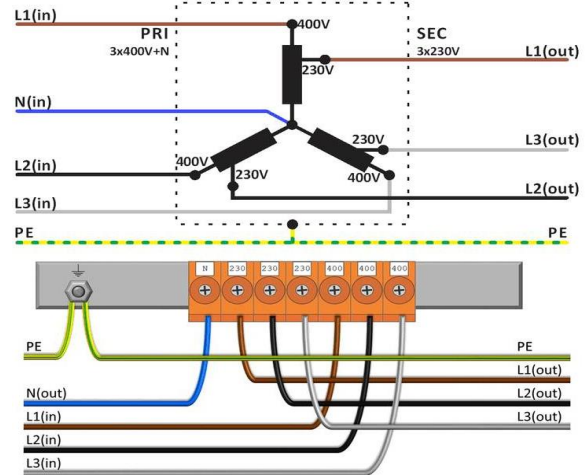 L1(in)
400V
PRI
3x400V+N
SEC
3x230V
L1(out)
230V
N(in)
230V
L3(out)
400V
230V
400V
L2(in)
L2(out)
L3(in)
PE
PE
N
230
230
230
400
400
400
PE
PE
L1(out)
N(out)
L2(out)
L1(in)
L3(out)
L2(in)
L3(in)